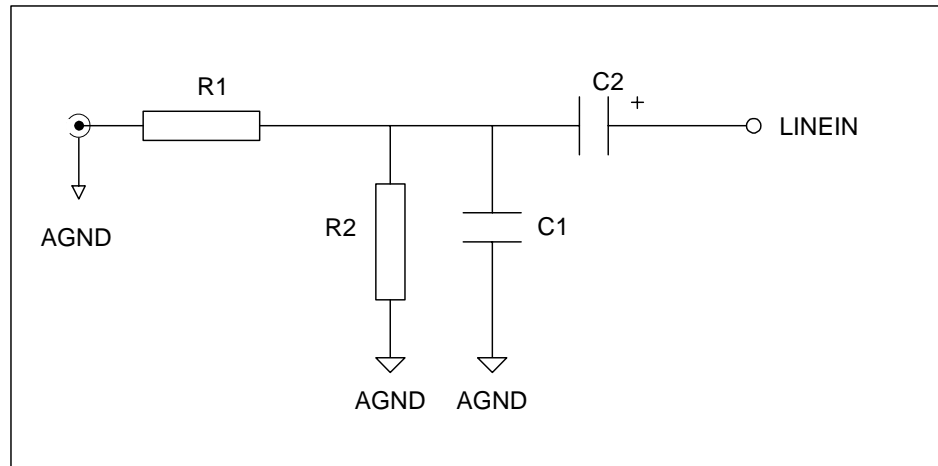 R1
C2
+
LINEIN
AGND
R2
C1
AGND
AGND